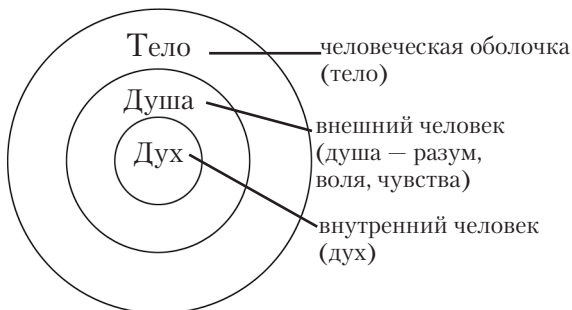 Тело
человеческая оболочка
(тело)
Душа
внешний человек
(душа – разум,
воля, чувства)
Дух
внутренний человек
(дух)